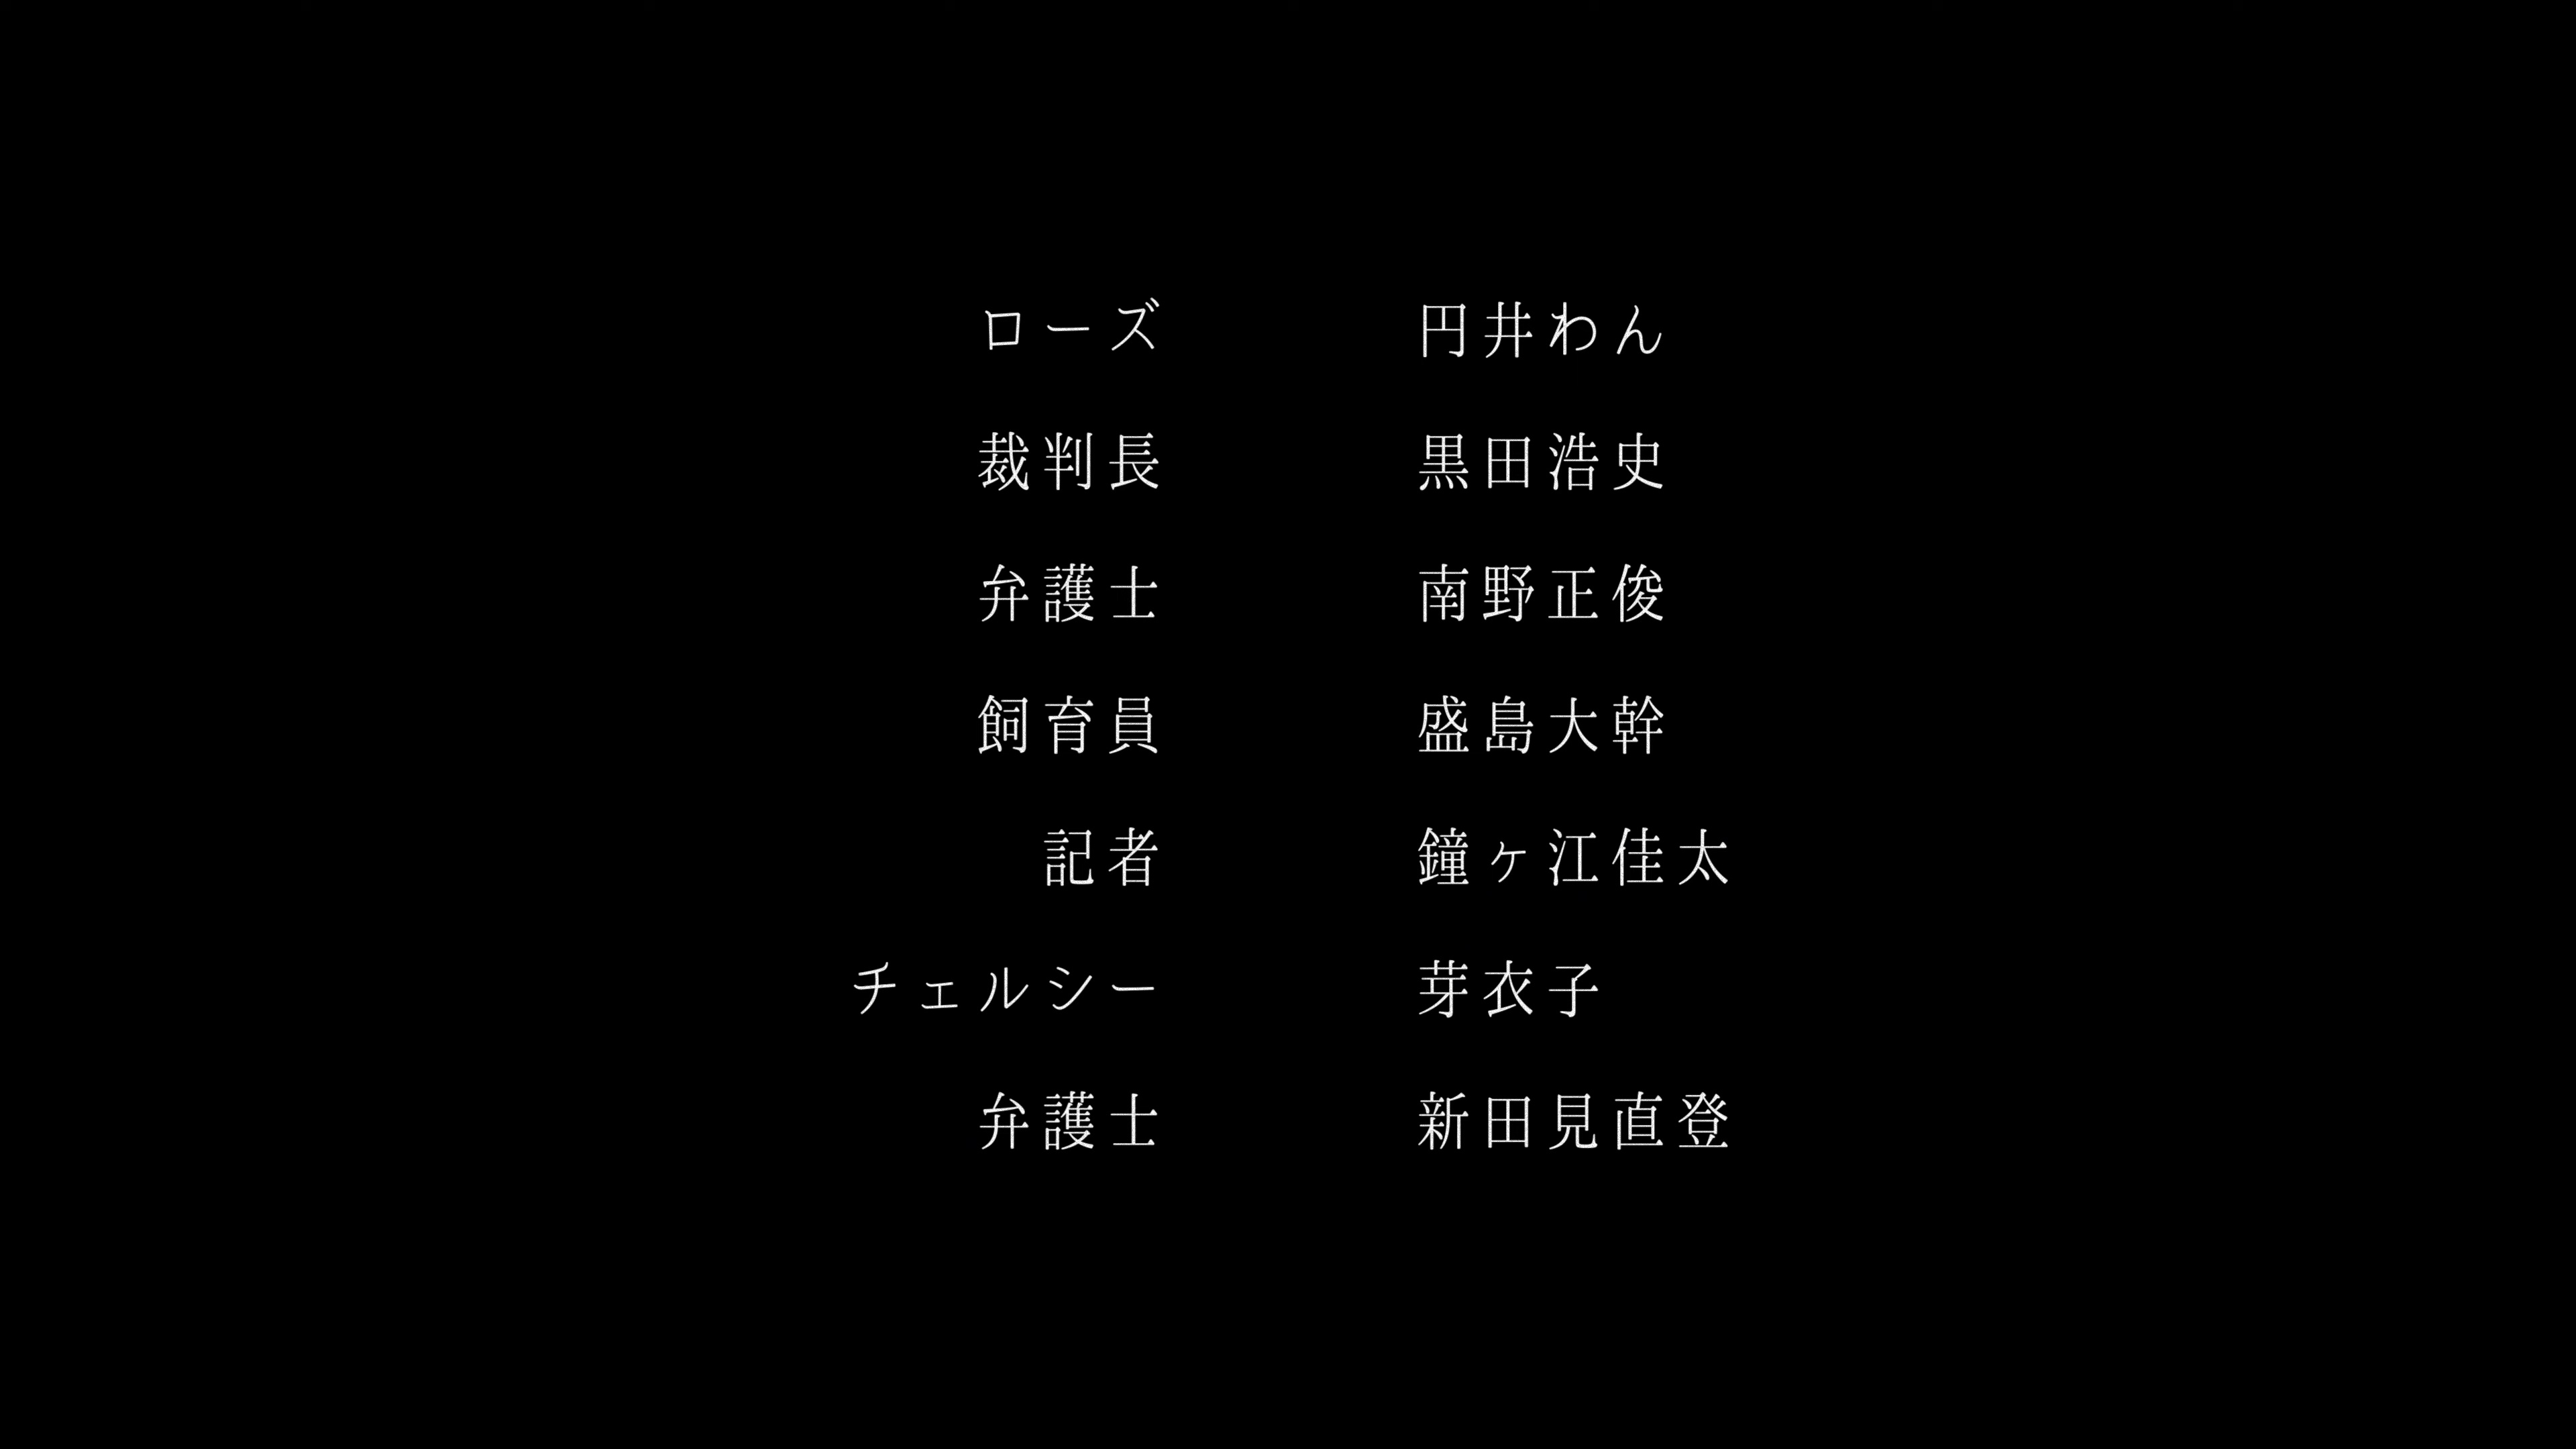 ローズ 円井わん
裁判長 黒田浩史
弁護士 南野正俊
飼育員 盛島大幹
記者 鐘ヶ江佳太
チェルシー 芽衣子
弁護士 新田見直登